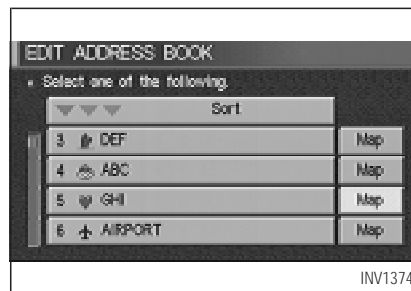 EDIT ADDRESS BOOK
Select one of the following.
Sort
3 DEF Map
4 ABC Map
5 GHI Map
6 AIRPORT Map
INV1374